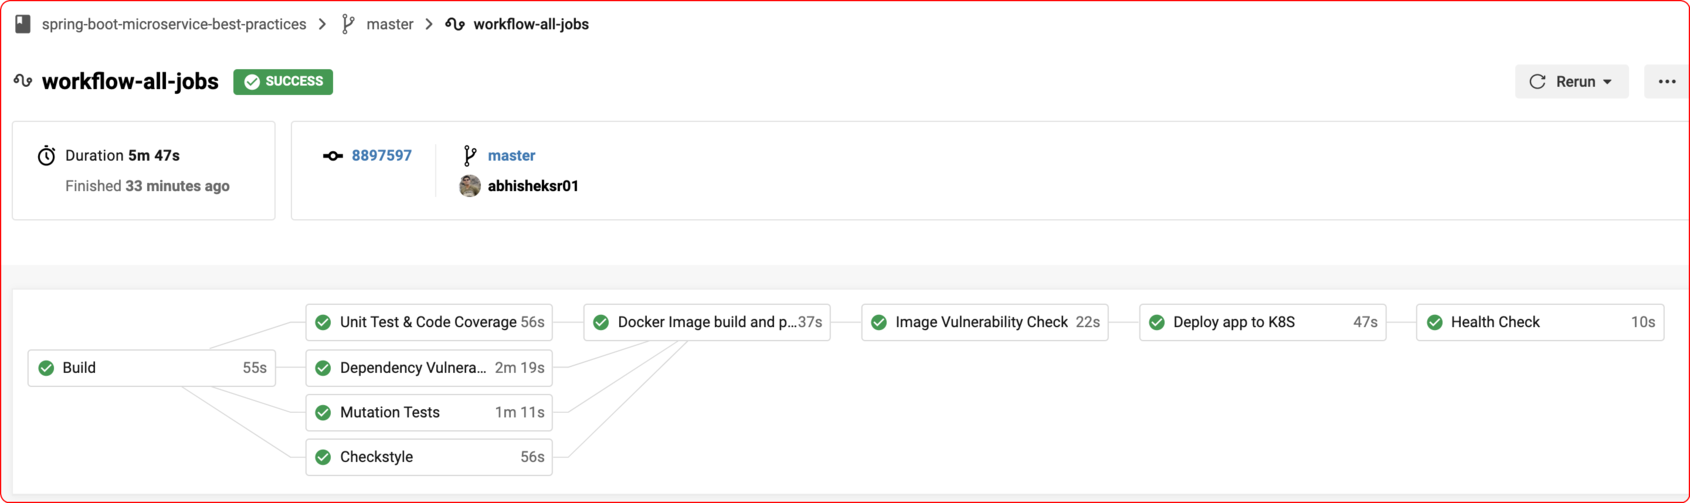 spring-boot-microservice-best-practices > master > workflow-all-jobs
workflow-all-jobs SUCCESS Rerun ...
Duration 5m 47s
Finished 33 minutes ago
8897597 master
abhisheksr01
Unit Test & Code Coverage 56s
Docker Image build and p...37s
Image Vulnerability Check 22s
Deploy app to K8S 47s
Health Check 10s
Build 55s
Dependency Vulnera... 2m 19s
Mutation Tests 1m 11s
Checkstyle 56s